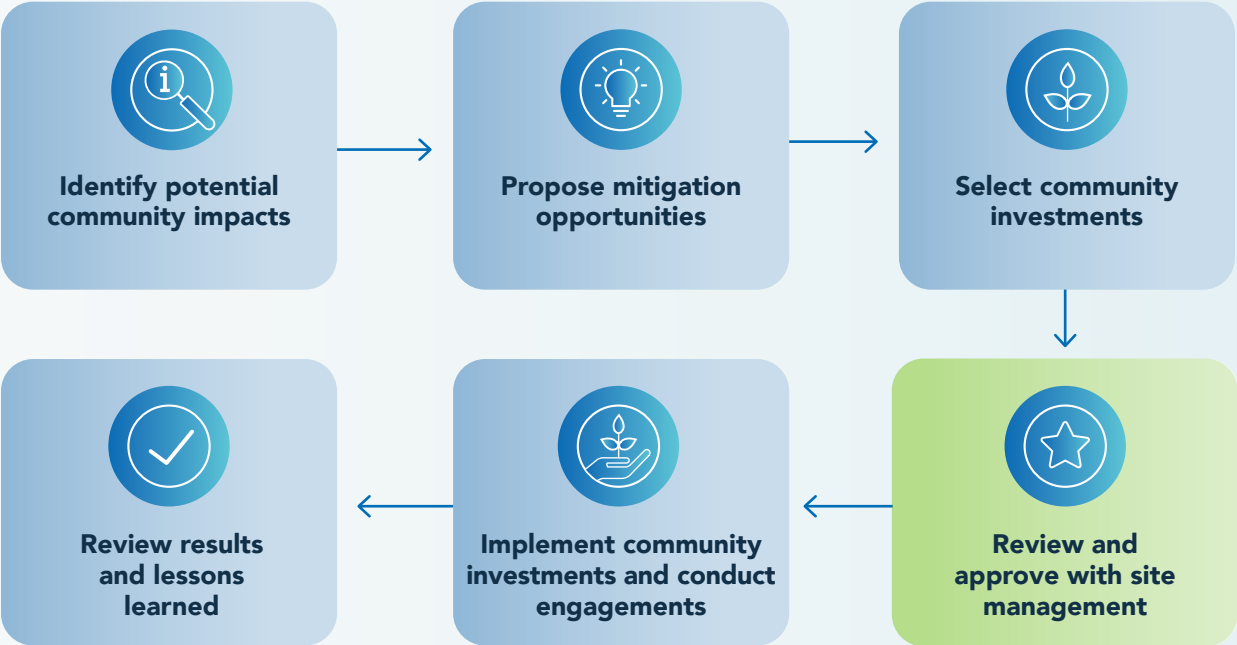 i
Identify potential
community impacts
Propose mitigation
opportunities
Select community
investments
Review and
approve with site
management
Implement community
investments and conduct
engagements
Review results
and lessons
learned